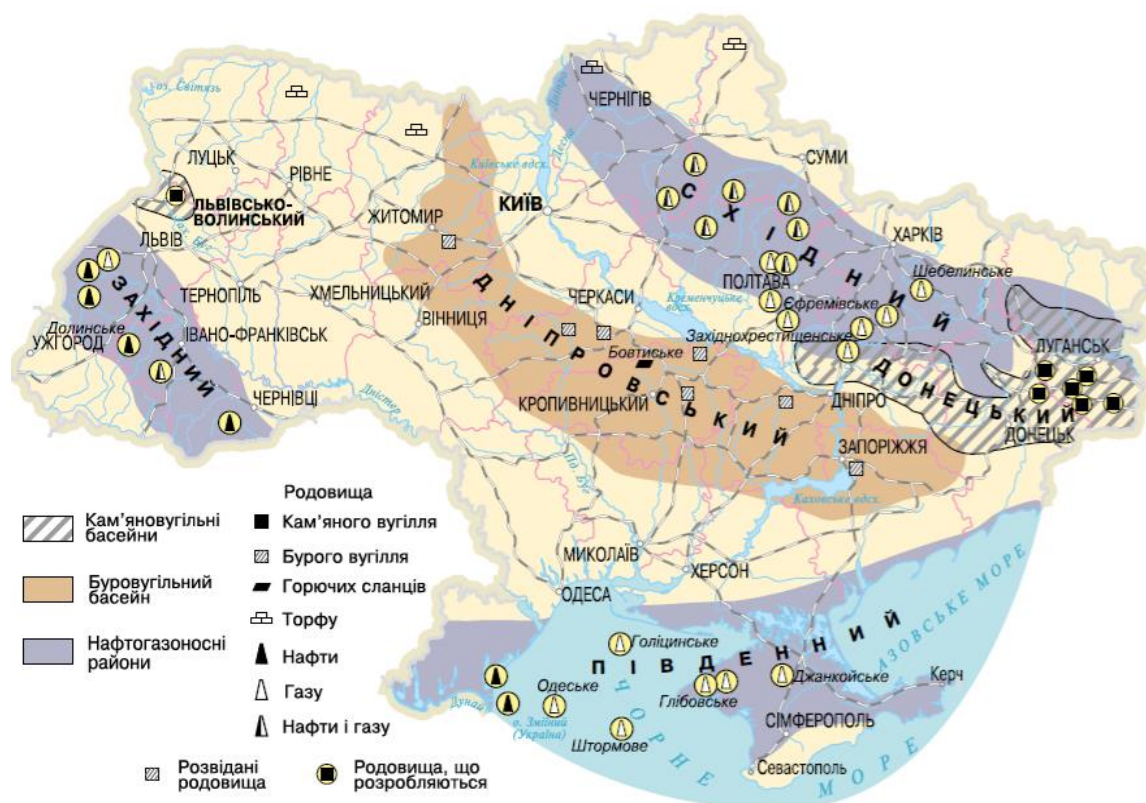 оз. Світязь
Дніпро
ЧЕРНІГІВ
Десна
СУМИ
ЛУЦЬК
РІВНЕ
Київське вдсх.
ЛЬВІВСЬКО-
ВОЛИНСЬКИЙ
ЖИТОМИР
КИЇВ
СХІДНИЙ
ХАРКІВ
ЛЬВІВ
ЗАХІДНИЙ
ТЕРНОПІЛЬ
ХМЕЛЬНИЦЬКИЙ
ДНІПРОВСЬКИЙ
ЧЕРКАСИ
Кременчуцьке
вдсх.
ПОЛТАВА
Шебелинське
Єфремівське
Долинське
УЖГОРОД
ІВАНО-ФРАНКІВСЬК
ВІННИЦЯ
Західнохрестищенське
Бовтиське
ЛУГАНСЬК
ЧЕРНІВЦІ
Дністер
КРОПИВНИЦЬКИЙ
ДНІПРО
ДОНЕЦЬКИЙ
ДОНЕЦЬК
ЗАПОРІЖЖЯ
Пд. Буг
Каховське вдсх.
МИКОЛАЇВ
ХЕРСОН
ОДЕСА
АЗОВСЬКЕ МОРЕ
ПІВДЕННИЙ
Голіцинське
Одеське
Глібовське
Джанкойське
Керч
Дунай
о. Зміїний
(Україна)
Штормове
СІМФЕРОПОЛЬ
Севастополь
ЧОРНЕ МОРЕ
Кам’яновугільні
басейни
Буровугільний
басейн
Нафтогазоносні
райони
Родовища
Кам’яного вугілля
Бурого вугілля
Горючих сланців
Торфу
Нафти
Газу
Нафти і газу
Розвідані
родовища
Родовища, що
розробляються